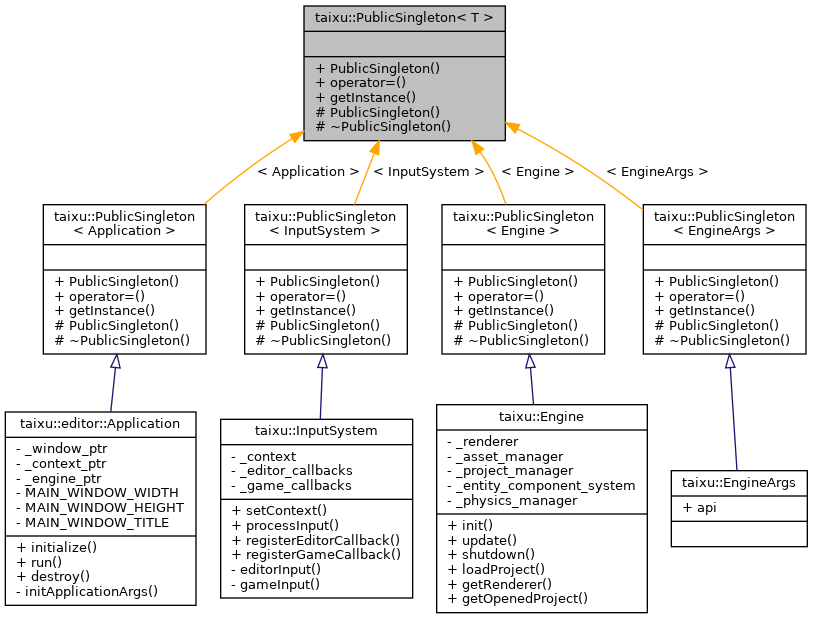 taixu::PublicSingleton< T >
+ PublicSingleton()
+ operator=()
+ getInstance()
# PublicSingleton()
# ~PublicSingleton()
< Application >
< InputSystem >
< Engine >
< EngineArgs >
taixu::PublicSingleton
< Application >
+ PublicSingleton()
+ operator=()
+ getInstance()
# PublicSingleton()
# ~PublicSingleton()
taixu::PublicSingleton
< InputSystem >
+ PublicSingleton()
+ operator=()
+ getInstance()
# PublicSingleton()
# ~PublicSingleton()
taixu::PublicSingleton
< Engine >
+ PublicSingleton()
+ operator=()
+ getInstance()
# PublicSingleton()
# ~PublicSingleton()
taixu::PublicSingleton
< EngineArgs >
+ PublicSingleton()
+ operator=()
+ getInstance()
# PublicSingleton()
# ~PublicSingleton()
taixu::editor::Application
- _window_ptr
- _context_ptr
- _engine_ptr
- MAIN_WINDOW_WIDTH
- MAIN_WINDOW_HEIGHT
- MAIN_WINDOW_TITLE
+ initialize()
+ run()
+ destroy()
- initApplicationArgs()
taixu::InputSystem
- _context
- _editor_callbacks
- _game_callbacks
+ setContext()
+ processInput()
+ registerEditorCallback()
+ registerGameCallback()
- editorInput()
- gameInput()
taixu::Engine
- _renderer
- _asset_manager
- _project_manager
- _entity_component_system
- _physics_manager
+ init()
+ update()
+ shutdown()
+ loadProject()
+ getRenderer()
+ getOpenedProject()
taixu::EngineArgs
+ api